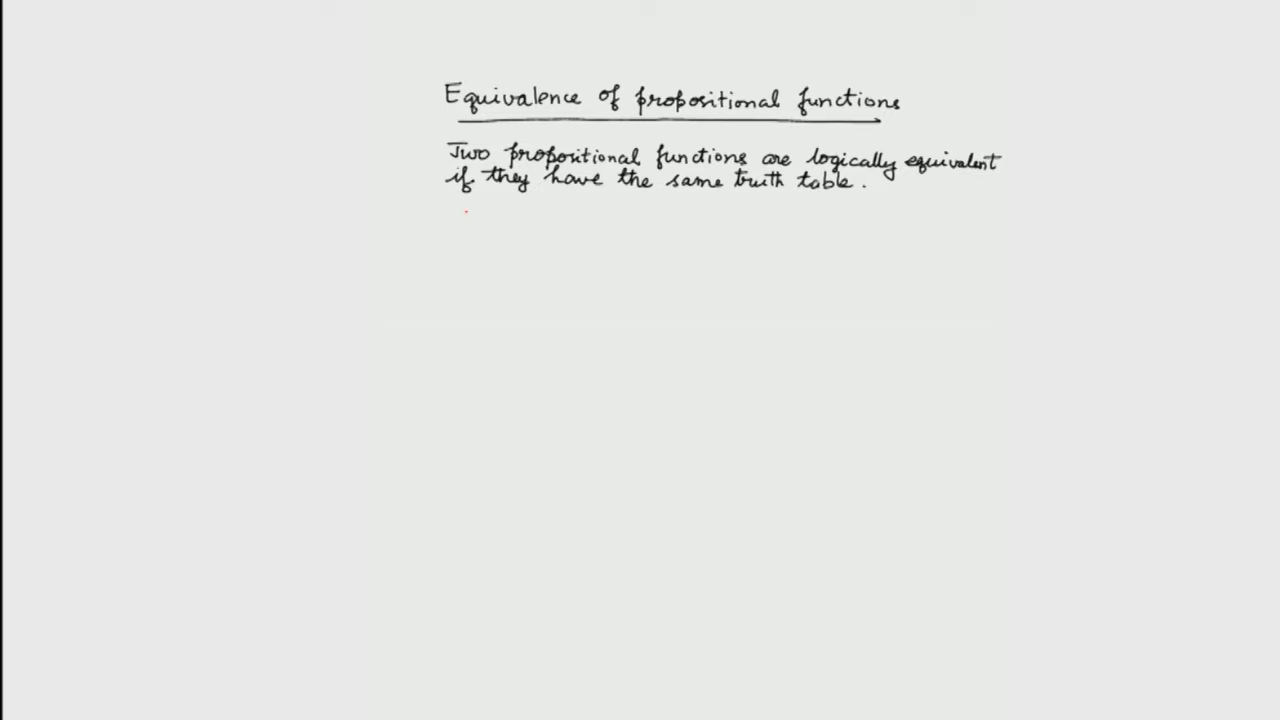 Equivalence of propositional functions
Two propositional functions are logically equivalent
if they have the same truth table.